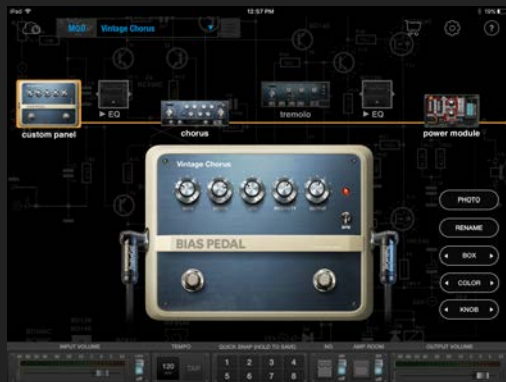 iPad
12:57 PM
19%
MOD Vintage Chorus
?
custom panel
▶ EQ
chorus
tremolo
▶ EQ
power module
Vintage Chorus
BIAS PEDAL
PHOTO
RENAME
◀ BOX ▶
◀ COLOR ▶
◀ KNOB ▶
INPUT VOLUME
TEMPO
QUICK SNAP (HOLD TO SAVE)
NG
AMP ROOM
OUTPUT VOLUME
120
TAP
1 2 3 4
5 6 7 8